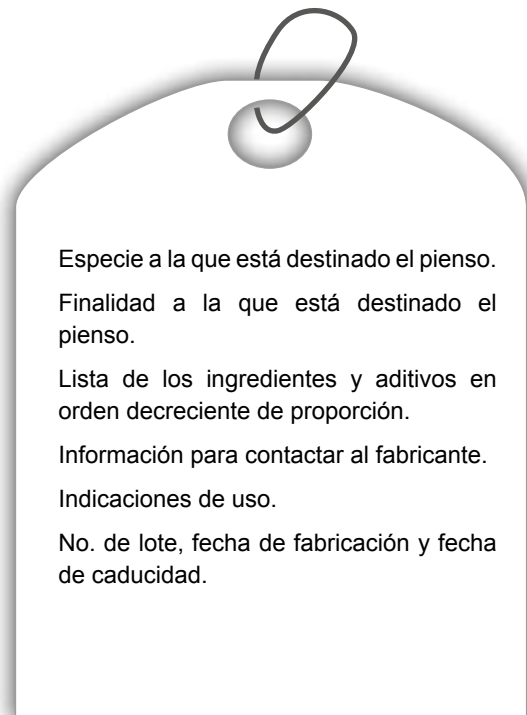 Especie a la que está destinado el pienso.
Finalidad a la que está destinado el
pienso.
Lista de los ingredientes y aditivos en
orden decreciente de proporción.
Información para contactar al fabricante.
Indicaciones de uso.
No. de lote, fecha de fabricación y fecha
de caducidad.